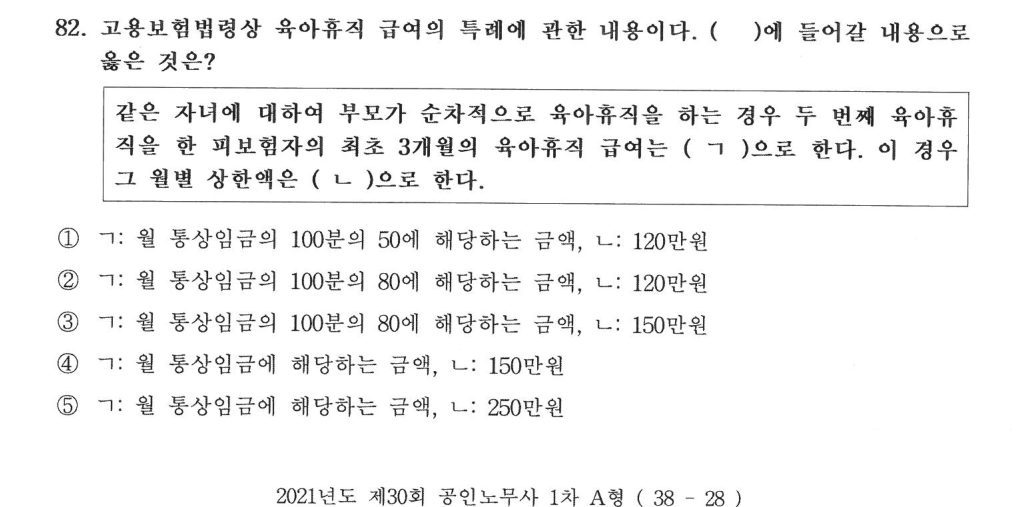 82. 고용보험법령상 육아휴직 급여의 특례에 관한 내용이다. (   )에 들어갈 내용으로
옳은 것은?
같은 자녀에 대하여 부모가 순차적으로 육아휴직을 하는 경우 두 번째 육아휴
직을 한 피보험자의 최초 3개월의 육아휴직 급여는 ( ㄱ )으로 한다. 이 경우
그 월별 상한액은 ( ㄴ )으로 한다.
① ㄱ: 월 통상임금의 100분의 50에 해당하는 금액, ㄴ: 120만원
② ㄱ: 월 통상임금의 100분의 80에 해당하는 금액, ㄴ: 120만원
③ ㄱ: 월 통상임금의 100분의 80에 해당하는 금액, ㄴ: 150만원
④ ㄱ: 월 통상임금에 해당하는 금액, ㄴ: 150만원
⑤ ㄱ: 월 통상임금에 해당하는 금액, ㄴ: 250만원
2021년도 제30회 공인노무사 1차 A형 ( 38 - 28 )